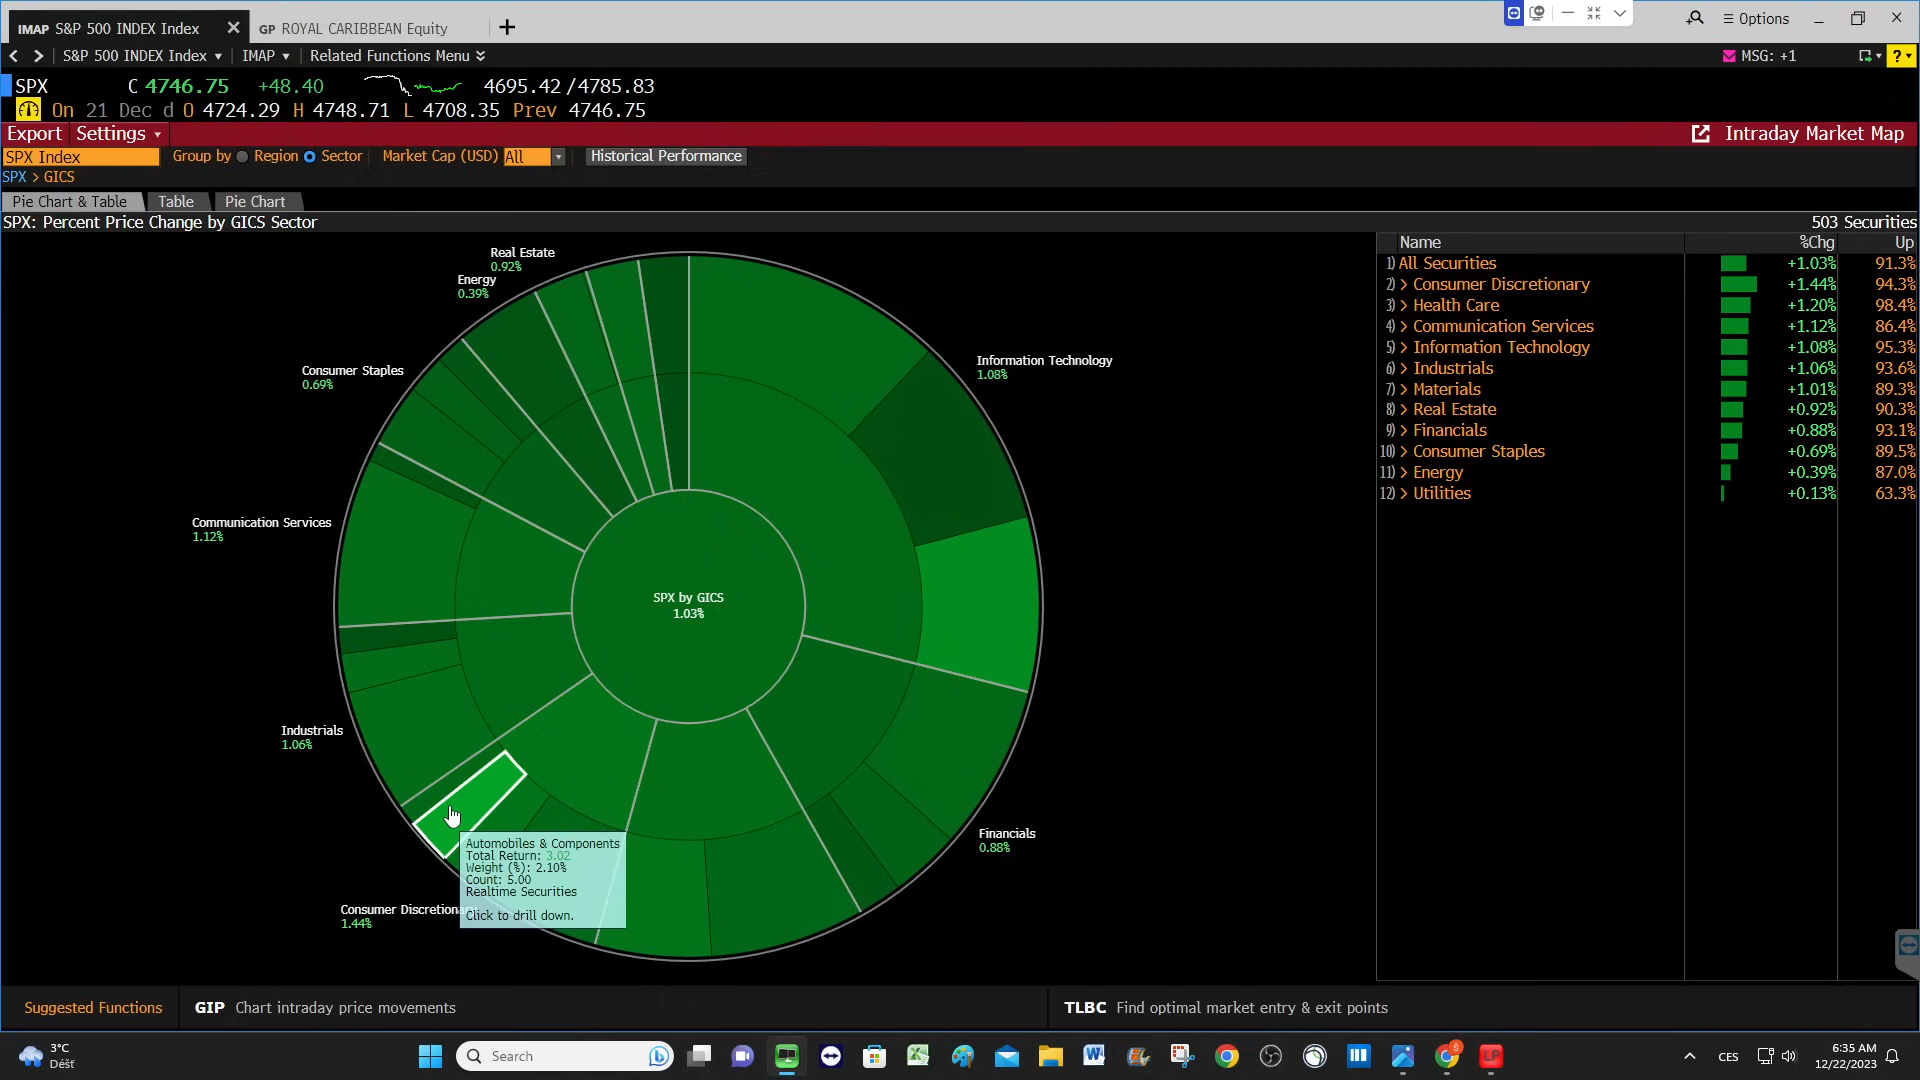 IMAP S&P 500 INDEX Index
GP ROYAL CARIBBEAN Equity
Options
S&P 500 INDEX Index
IMAP
Related Functions Menu
MSG: +1
?
SPX C 4746.75 +48.40 4695.42 /4785.83
On 21 Dec d O 4724.29 H 4748.71 L 4708.35 Prev 4746.75
Export Settings
Intraday Market Map
SPX Index Group by Region Sector Market Cap (USD) All Historical Performance
SPX > GICS
Pie Chart & Table Table Pie Chart
SPX: Percent Price Change by GICS Sector
503 Securities
Real Estate
0.92%
Energy
0.39%
Consumer Staples
0.69%
Information Technology
1.08%
Communication Services
1.12%
SPX by GICS
1.03%
Industrials
1.06%
Financials
0.88%
Consumer Discretionary
1.44%
Automobiles & Components
Total Return: 3.02
Weight (%): 2.10%
Count: 5.00
Realtime Securities
Click to drill down.
Name %Chg Up
1) All Securities +1.03% 91.3%
2) > Consumer Discretionary +1.44% 94.3%
3) > Health Care +1.20% 98.4%
4) > Communication Services +1.12% 86.4%
5) > Information Technology +1.08% 95.3%
6) > Industrials +1.06% 93.6%
7) > Materials +1.01% 89.3%
8) > Real Estate +0.92% 90.3%
9) > Financials +0.88% 93.1%
10) > Consumer Staples +0.69% 89.5%
11) > Energy +0.39% 87.0%
12) > Utilities +0.13% 63.3%
Suggested Functions
GIP Chart intraday price movements
TLBC Find optimal market entry & exit points
3°C
Déšť
Search
LP
CES
6:35 AM
12/22/2023